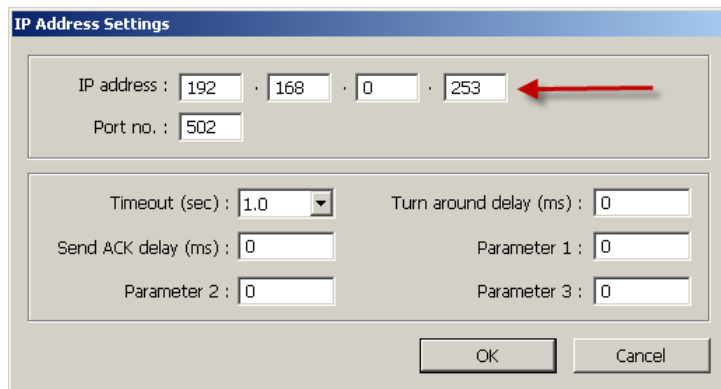 IP Address Settings
IP address : 192 . 168 . 0 . 253
Port no. : 502
Timeout (sec) : 1.0 Turn around delay (ms) : 0
Send ACK delay (ms) : 0 Parameter 1 : 0
Parameter 2 : 0 Parameter 3 : 0
OK Cancel